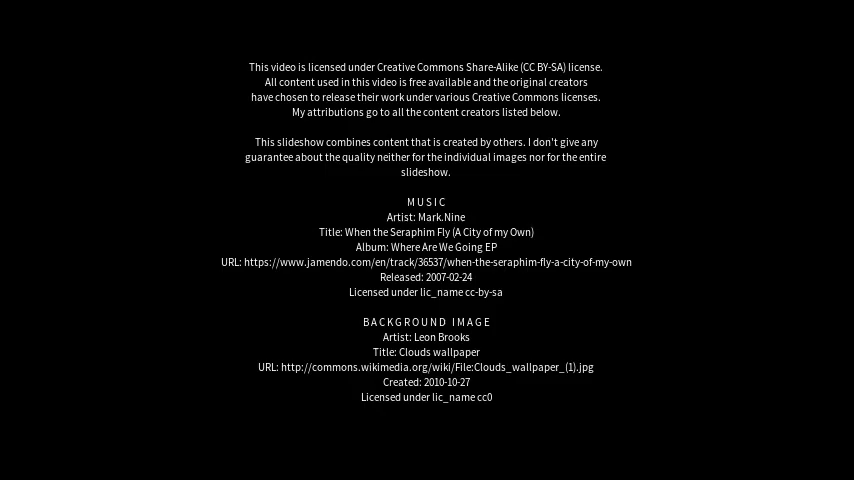 This video is licensed under Creative Commons Share-Alike (CC BY-SA) license.
All content used in this video is free available and the original creators
have chosen to release their work under various Creative Commons licenses.
My attributions go to all the content creators listed below.
This slideshow combines content that is created by others. I don't give any
guarantee about the quality neither for the individual images nor for the entire
slideshow.
MUSIC
Artist: Mark.Nine
Title: When the Seraphim Fly (A City of my Own)
Album: Where Are We Going EP
URL: https://www.jamendo.com/en/track/36537/when-the-seraphim-fly-a-city-of-my-own
Released: 2007-02-24
Licensed under lic_name cc-by-sa
BACKGROUND IMAGE
Artist: Leon Brooks
Title: Clouds wallpaper
URL: http://commons.wikimedia.org/wiki/File:Clouds_wallpaper_(1).jpg
Created: 2010-10-27
Licensed under lic_name cc0